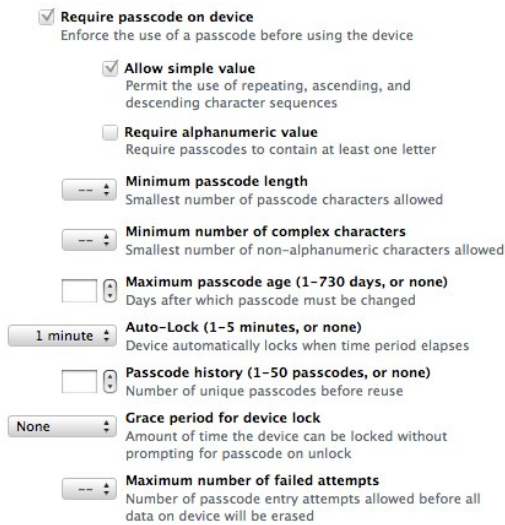 Require passcode on device
Enforce the use of a passcode before using the device
Allow simple value
Permit the use of repeating, ascending, and
descending character sequences
Require alphanumeric value
Require passcodes to contain at least one letter
-- Minimum passcode length
Smallest number of passcode characters allowed
-- Minimum number of complex characters
Smallest number of non-alphanumeric characters allowed
Maximum passcode age (1-730 days, or none)
Days after which passcode must be changed
1 minute Auto-Lock (1-5 minutes, or none)
Device automatically locks when time period elapses
Passcode history (1-50 passcodes, or none)
Number of unique passcodes before reuse
None Grace period for device lock
Amount of time the device can be locked without
prompting for passcode on unlock
-- Maximum number of failed attempts
Number of passcode entry attempts allowed before all
data on device will be erased